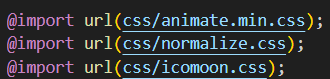 @import url(css/animate.min.css);
@import url(css/normalize.css);
@import url(css/icomoon.css);